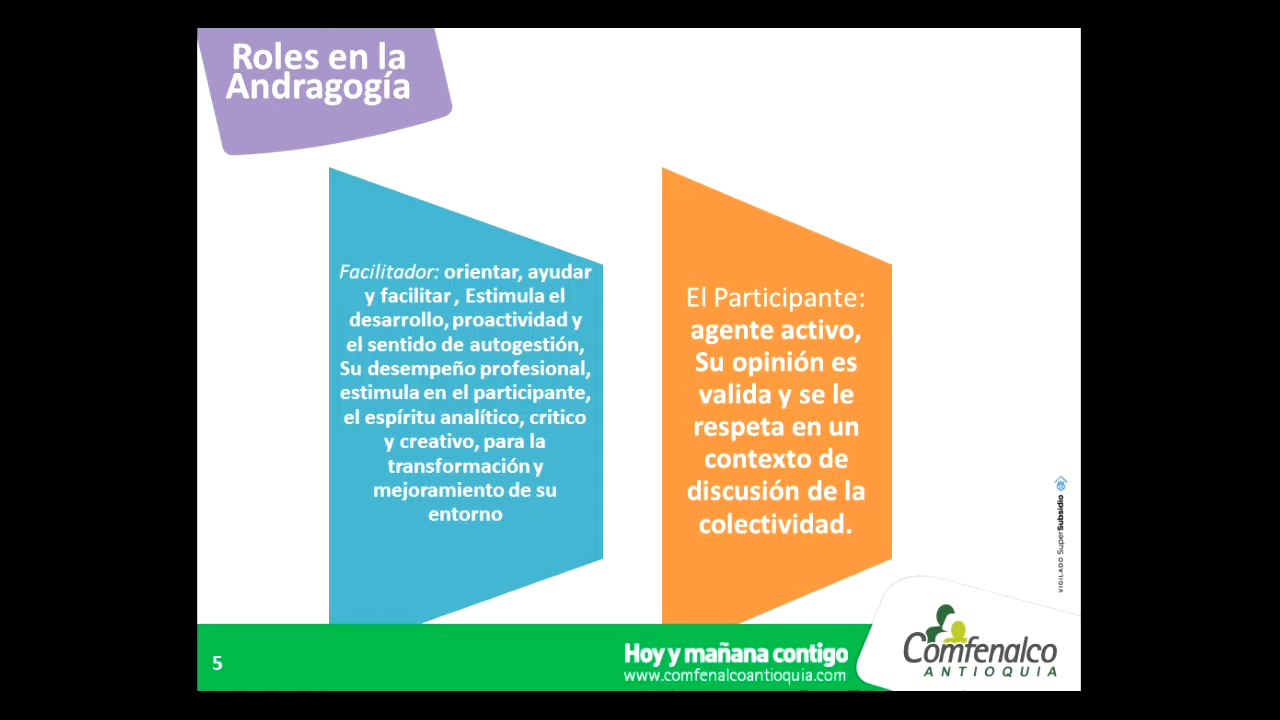 Roles en la
Andragogía
Facilitador: orientar, ayudar
y facilitar , Estimula el
desarrollo, proactividad y
el sentido de autogestión,
Su desempeño profesional,
estimula en el participante,
el espíritu analítico, critico
y creativo, para la
transformación y
mejoramiento de su
entorno
El Participante:
agente activo,
Su opinión es
valida y se le
respeta en un
contexto de
discusión de la
colectividad.
VIGILADO SuperSubsidio
5
Hoy y mañana contigo
www.comfenalcoantioquia.com
Comfenalco
ANTIOQUIA